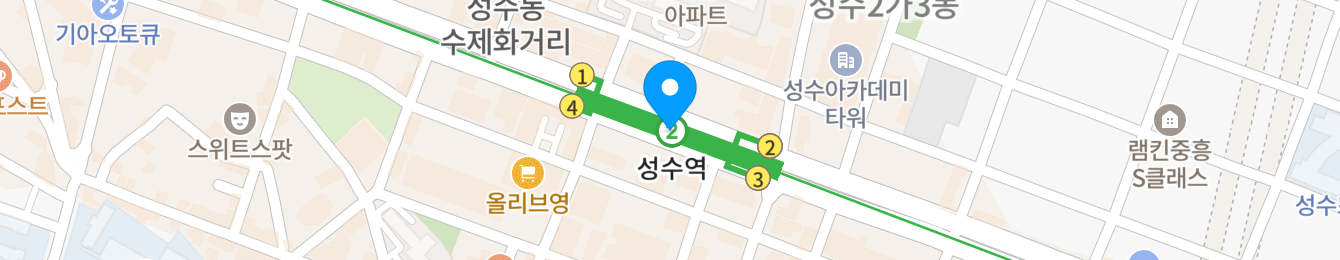 성수동
수제화거리
아파트
성수2가3동
기아오토큐
1
4
성수아카데미
타워
스위트스팟
2
2
램킨중흥
S클래스
성수역
3
올리브영